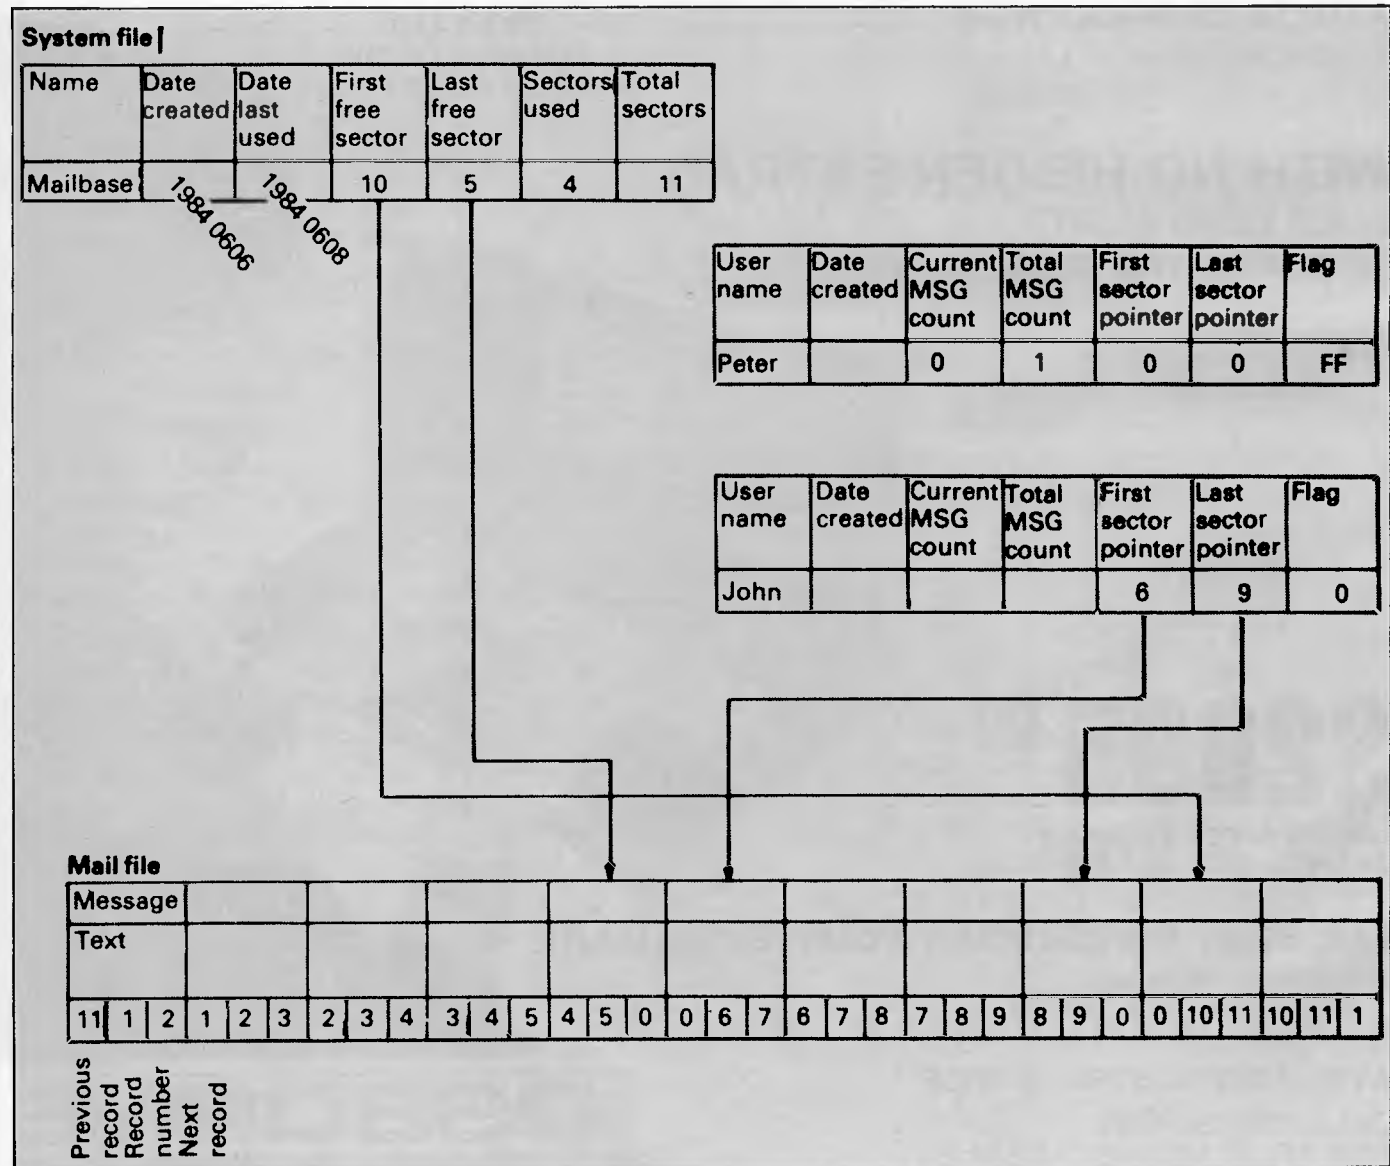 System file
Name Date created Date last used First free sector Last free sector Sectors used Total sectors
Mailbase 1984 0606 1984 0608 10 5 4 11
User name Date created Current MSG count Total MSG count First sector pointer Last sector pointer Flag
Peter 0 1 0 0 FF
User name Date created Current MSG count Total MSG count First sector pointer Last sector pointer Flag
John 6 9 0
Mail file
Message
Text
11 1 2 1 2 3 2 3 4 3 4 5 4 5 0 0 6 7 6 7 8 7 8 9 8 9 0 0 10 11 10 11 1
Previous record
Record number
Next record